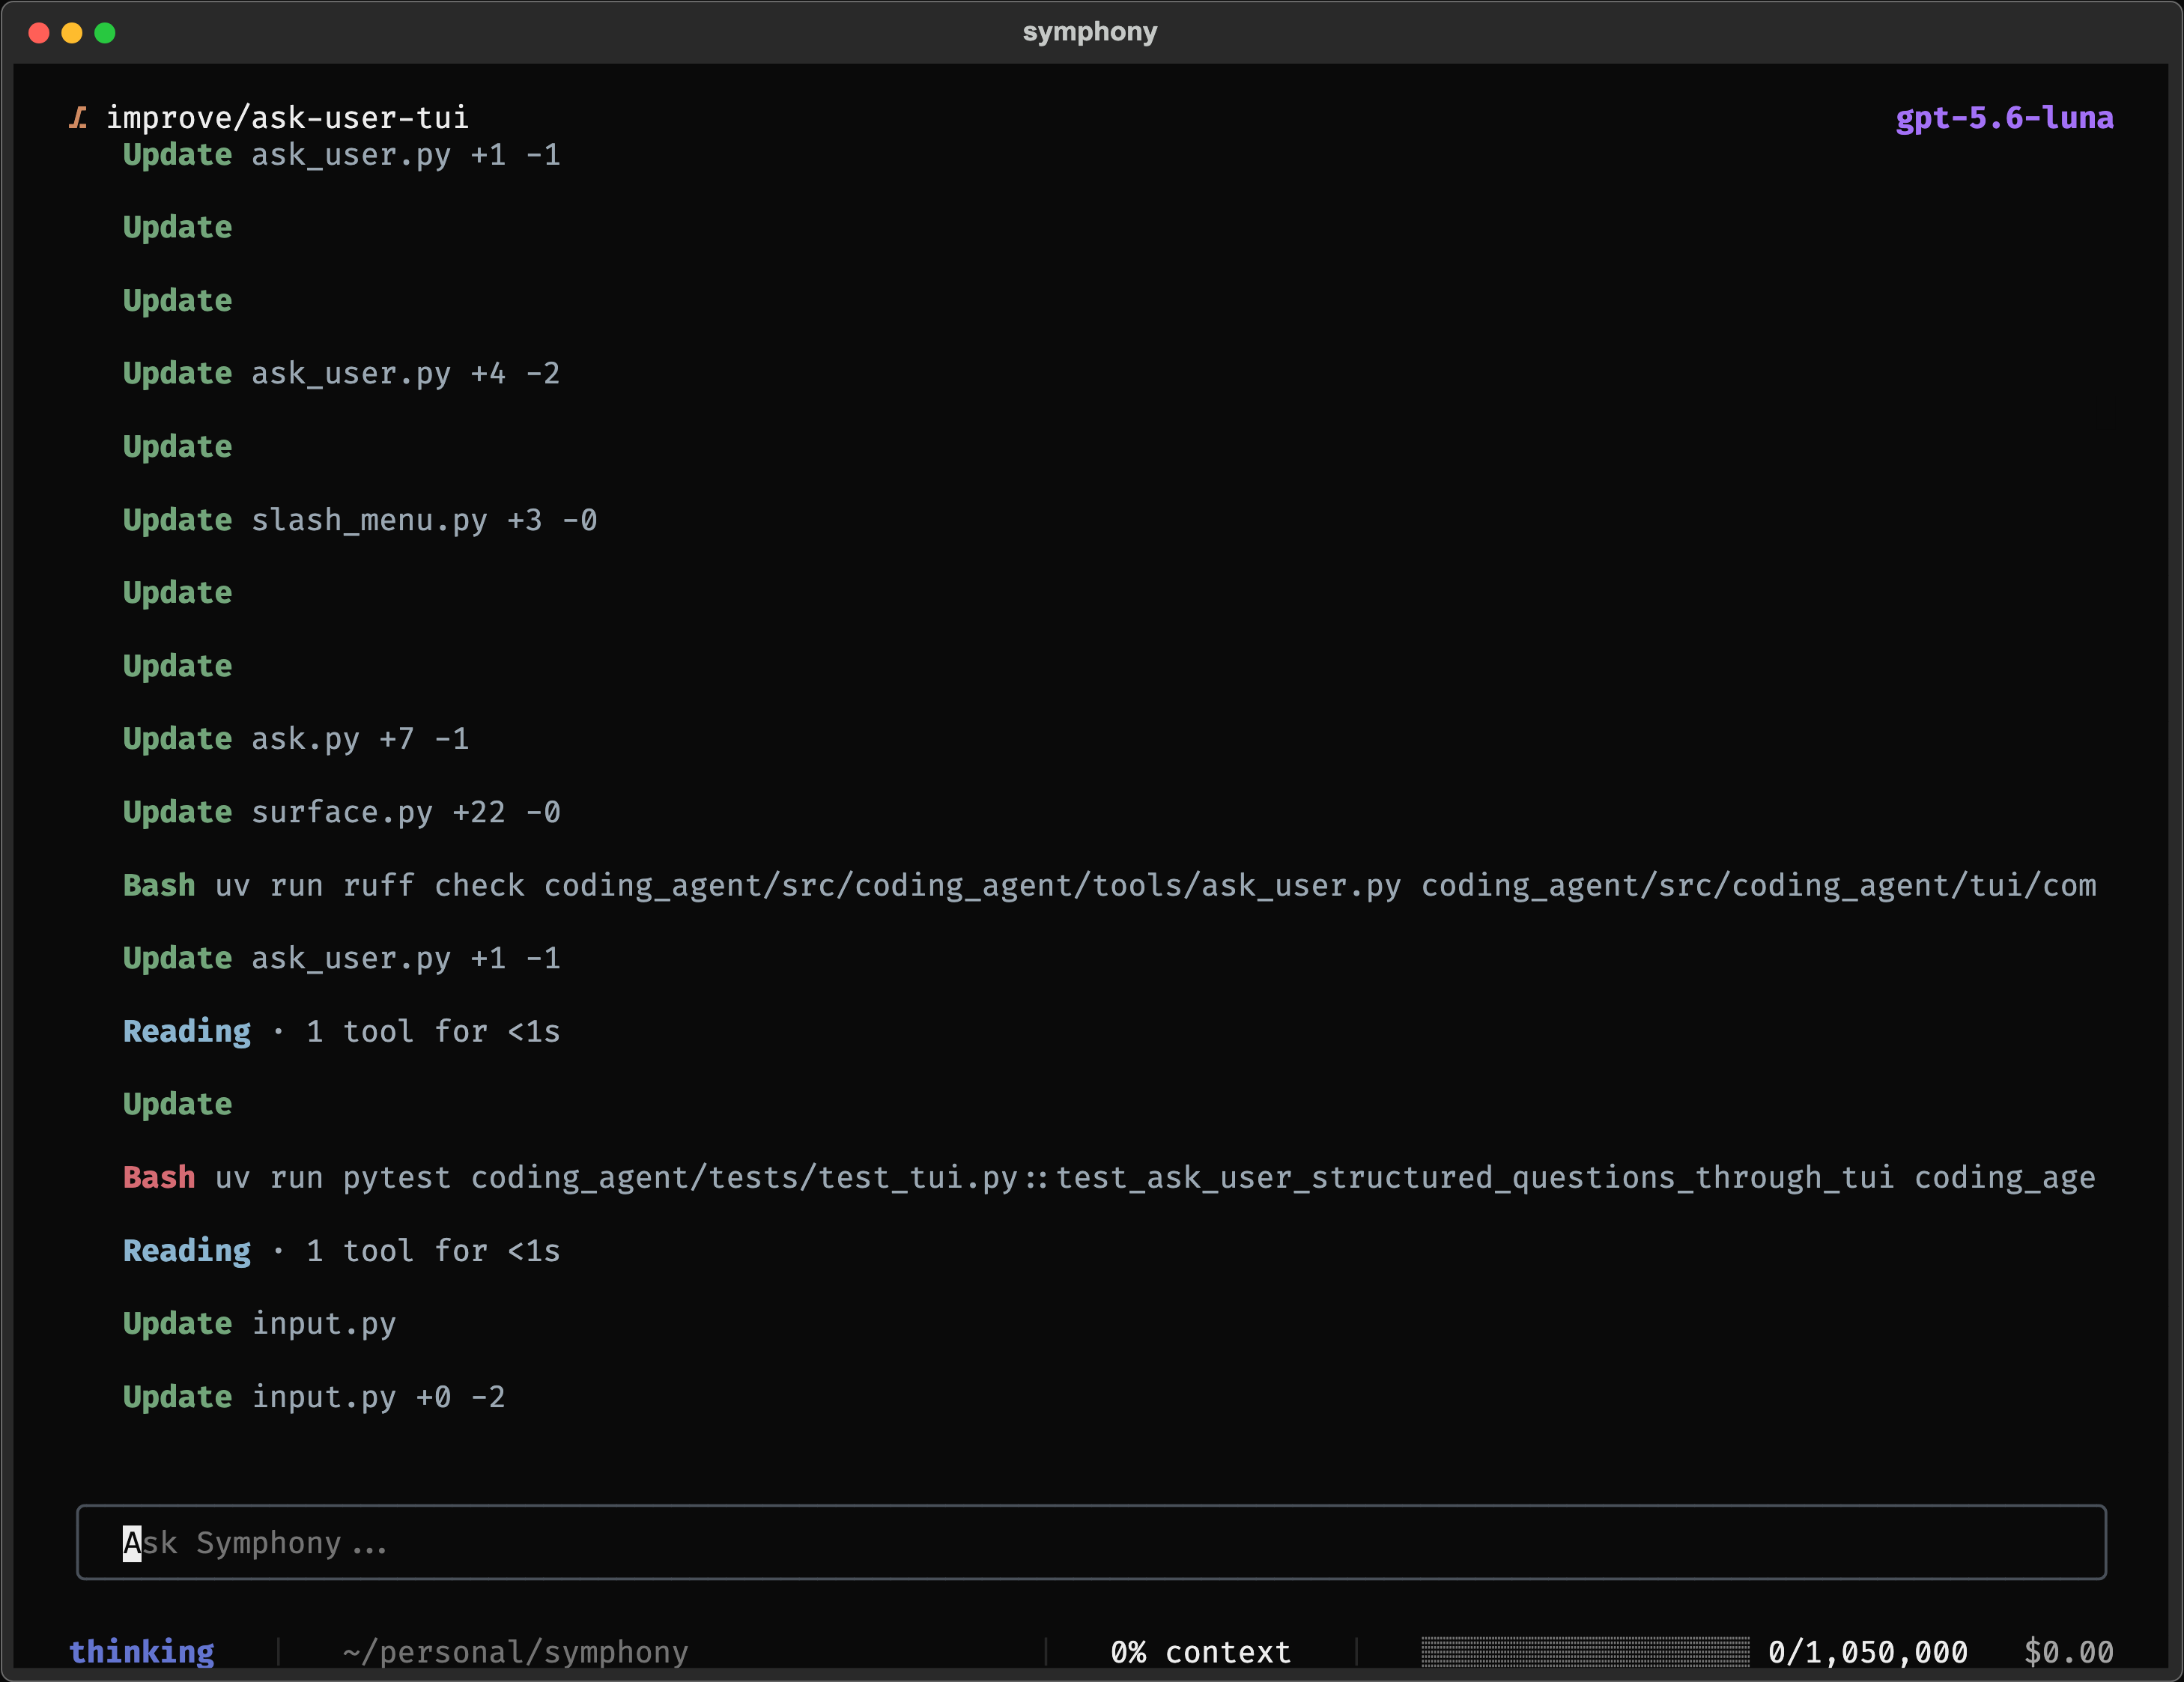 symphony
improve/ask-user-tui gpt-5.6-luna
Update ask_user.py +1 -1
Update
Update
Update ask_user.py +4 -2
Update
Update slash_menu.py +3 -0
Update
Update
Update ask.py +7 -1
Update surface.py +22 -0
Bash uv run ruff check coding_agent/src/coding_agent/tools/ask_user.py coding_agent/src/coding_agent/tui/com
Update ask_user.py +1 -1
Reading · 1 tool for <1s
Update
Bash uv run pytest coding_agent/tests/test_tui.py::test_ask_user_structured_questions_through_tui coding_age
Reading · 1 tool for <1s
Update input.py
Update input.py +0 -2
Ask Symphony...
thinking ~/personal/symphony 0% context 0/1,050,000 $0.00